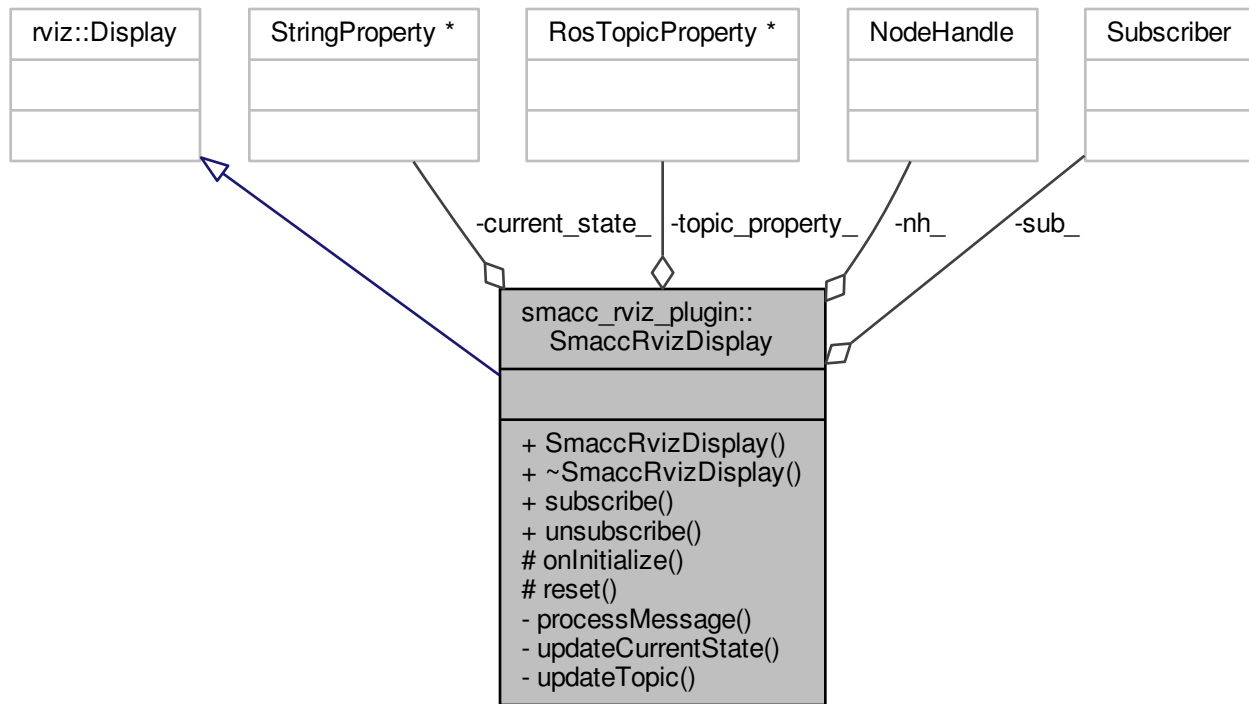 rviz::Display
StringProperty *
RosTopicProperty *
NodeHandle
Subscriber
-current_state_
-topic_property_
-nh_
-sub_
smacc_rviz_plugin::
SmaccRvizDisplay
+ SmaccRvizDisplay()
+ ~SmaccRvizDisplay()
+ subscribe()
+ unsubscribe()
# onInitialize()
# reset()
- processMessage()
- updateCurrentState()
- updateTopic()